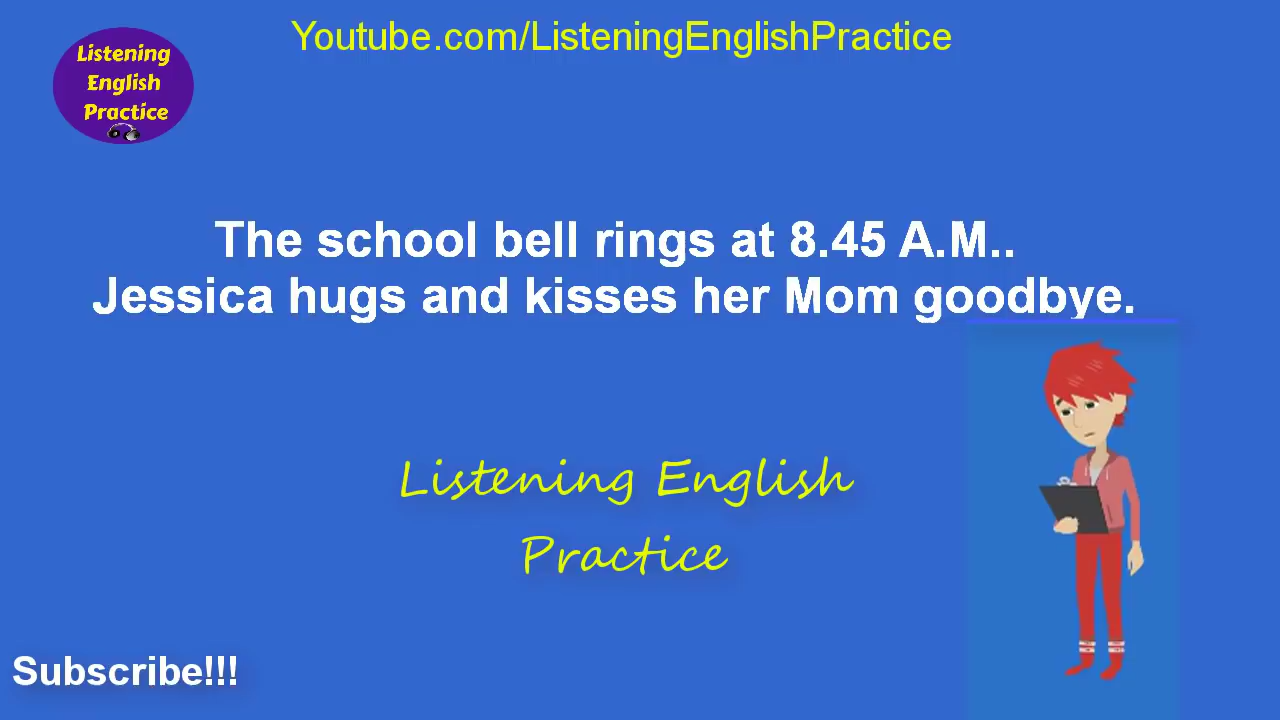 Youtube.com/ListeningEnglishPractice
Listening
English
Practice
The school bell rings at 8.45 A.M..
Jessica hugs and kisses her Mom goodbye.
Listening English
Practice
Subscribe!!!